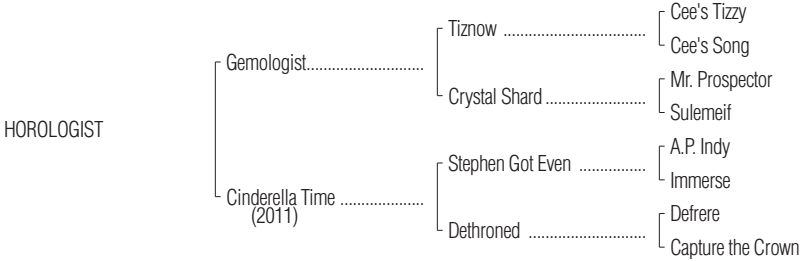 Cee's Tizzy
Tiznow ................................
Cee's Song
Gemologist...........................
Mr. Prospector
Crystal Shard .......................
Sulemeif
HOROLOGIST
A.P. Indy
Stephen Got Even ...............
Immerse
Cinderella Time ...................
(2011)
Defrere
Dethroned ..........................
Capture the Crown